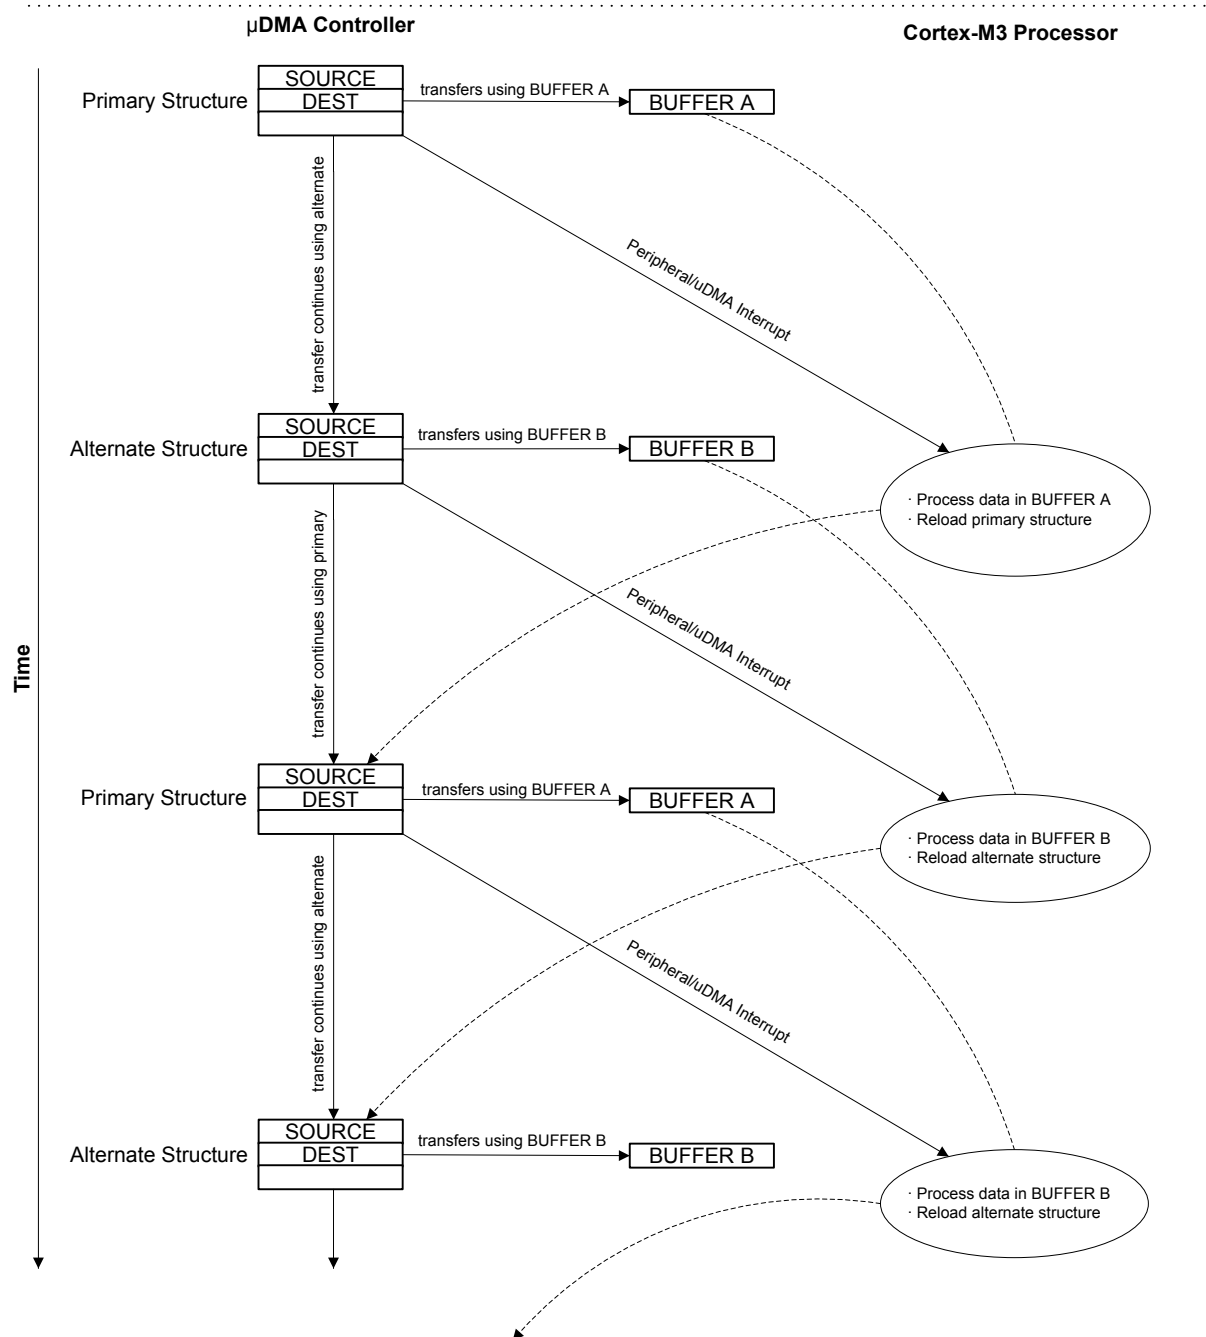 µDMA Controller
Cortex-M3 Processor
SOURCE
Primary Structure
DEST
transfers using BUFFER A
BUFFER A
transfer continues using alternate
Peripheral/uDMA Interrupt
SOURCE
Alternate Structure
DEST
transfers using BUFFER B
BUFFER B
· Process data in BUFFER A
· Reload primary structure
transfer continues using primary
Peripheral/uDMA Interrupt
Time
SOURCE
Primary Structure
DEST
transfers using BUFFER A
BUFFER A
· Process data in BUFFER B
· Reload alternate structure
transfer continues using alternate
Peripheral/uDMA Interrupt
SOURCE
Alternate Structure
DEST
transfers using BUFFER B
BUFFER B
· Process data in BUFFER B
· Reload alternate structure